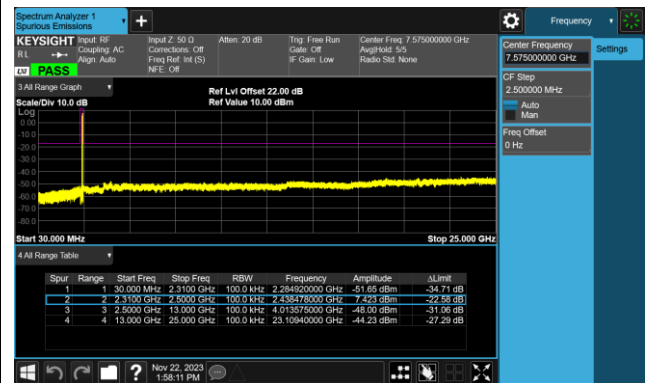 Spectrum Analyzer 1
Spurious Emissions
Frequency
KEYSIGHT Input: RF Input Z: 50 Ω Atten: 20 dB Trig: Free Run Center Freq: 7.575000000 GHz
RL Coupling: AC Corrections: Off Gate: Off Avg|Hold: 5/5
Align: Auto Freq Ref: Int (S) IF Gain: Low Radio Std: None
LXI PASS NFE: Off
3 All Range Graph
Ref Lvl Offset 22.00 dB
Scale/Div 10.0 dB Ref Value 10.00 dBm
Log
0.00
-10.0
-20.0
-30.0
-40.0
-50.0
-60.0
-70.0
-80.0
Start 30.000 MHz Stop 25.000 GHz
4 All Range Table
Spur Range Start Freq Stop Freq RBW Frequency Amplitude ΔLimit
1 1 30.000 MHz 2.3100 GHz 100.0 kHz 2.284920000 GHz -51.65 dBm -34.71 dB
2 2 2.3100 GHz 2.5000 GHz 100.0 kHz 2.438478000 GHz 7.423 dBm -22.58 dB
3 3 2.5000 GHz 13.000 GHz 100.0 kHz 4.013575000 GHz -48.00 dBm -31.06 dB
4 4 13.000 GHz 25.000 GHz 100.0 kHz 23.10940000 GHz -44.23 dBm -27.29 dB
Center Frequency
7.575000000 GHz
Settings
CF Step
2.500000 MHz
Auto
Man
Freq Offset
0 Hz
? Nov 22, 2023
1:58:11 PM